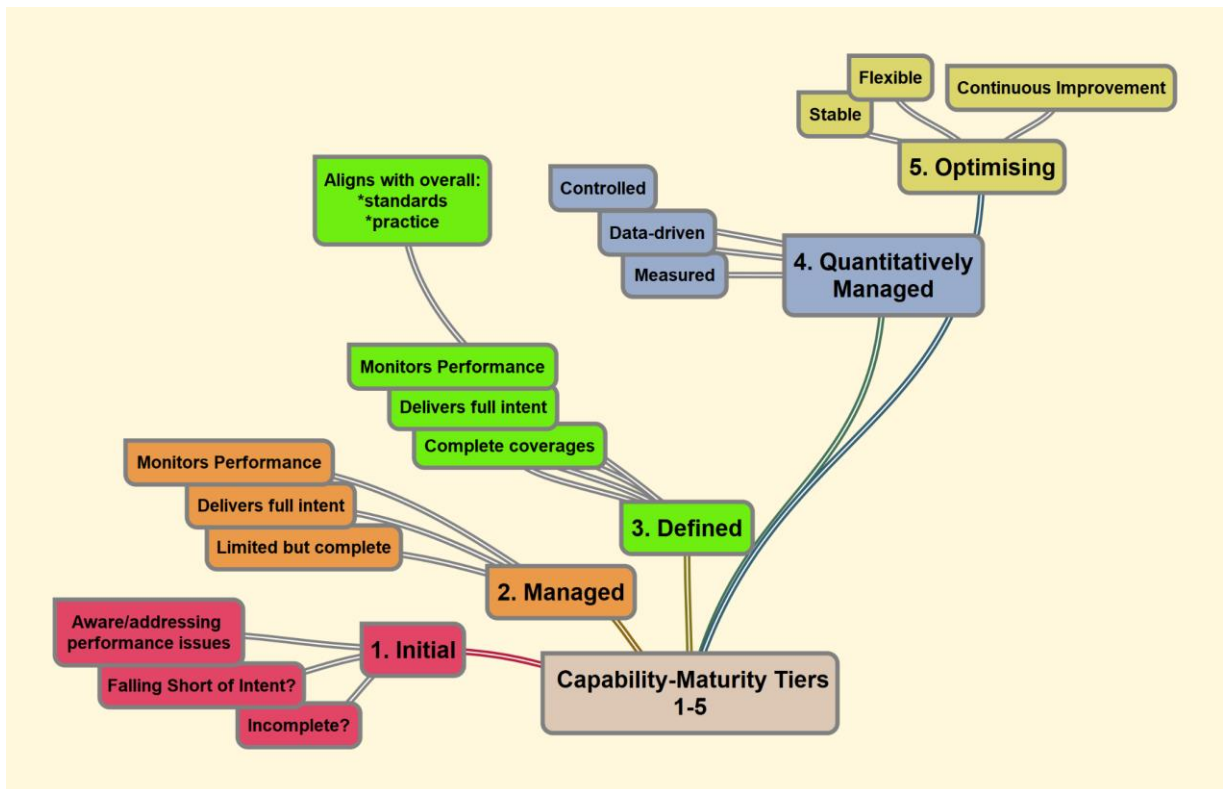 Flexible
Continuous Improvement
Stable
5. Optimising
Aligns with overall:
*standards
*practice
Controlled
Data-driven
Measured
4. Quantitatively
Managed
Monitors Performance
Delivers full intent
Complete coverages
3. Defined
Monitors Performance
Delivers full intent
Limited but complete
2. Managed
Aware/addressing
performance issues
Falling Short of Intent?
Incomplete?
1. Initial
Capability-Maturity Tiers
1-5